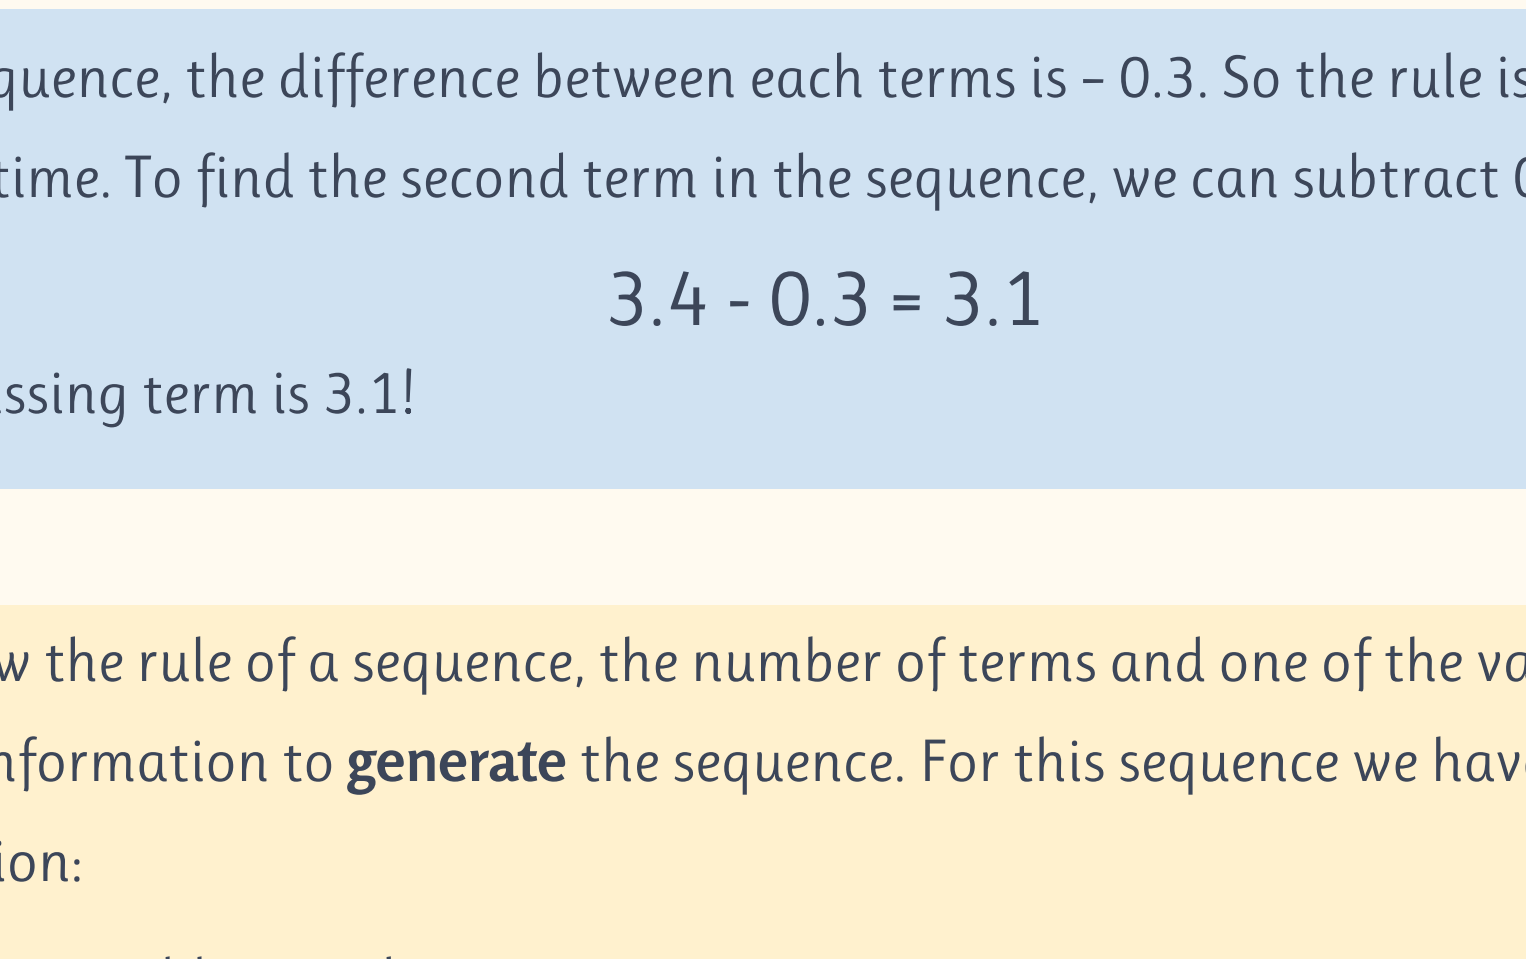 quence, the difference between each terms is – 0.3. So the rule is
time. To find the second term in the sequence, we can subtract
3.4 - 0.3 = 3.1
ssing term is 3.1!
w the rule of a sequence, the number of terms and one of the va
nformation to generate the sequence. For this sequence we have
ion: